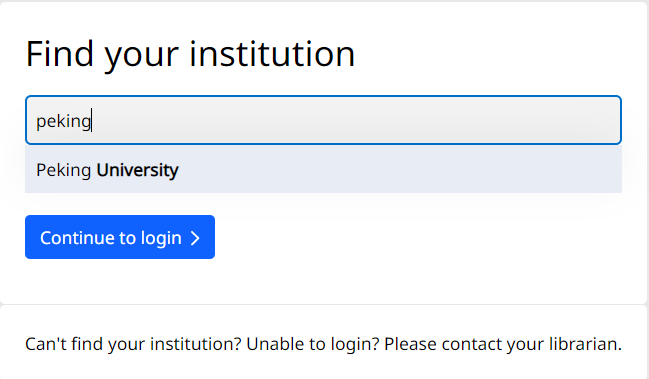 Find your institution
peking
Peking University
Continue to login
Can't find your institution? Unable to login? Please contact your librarian.